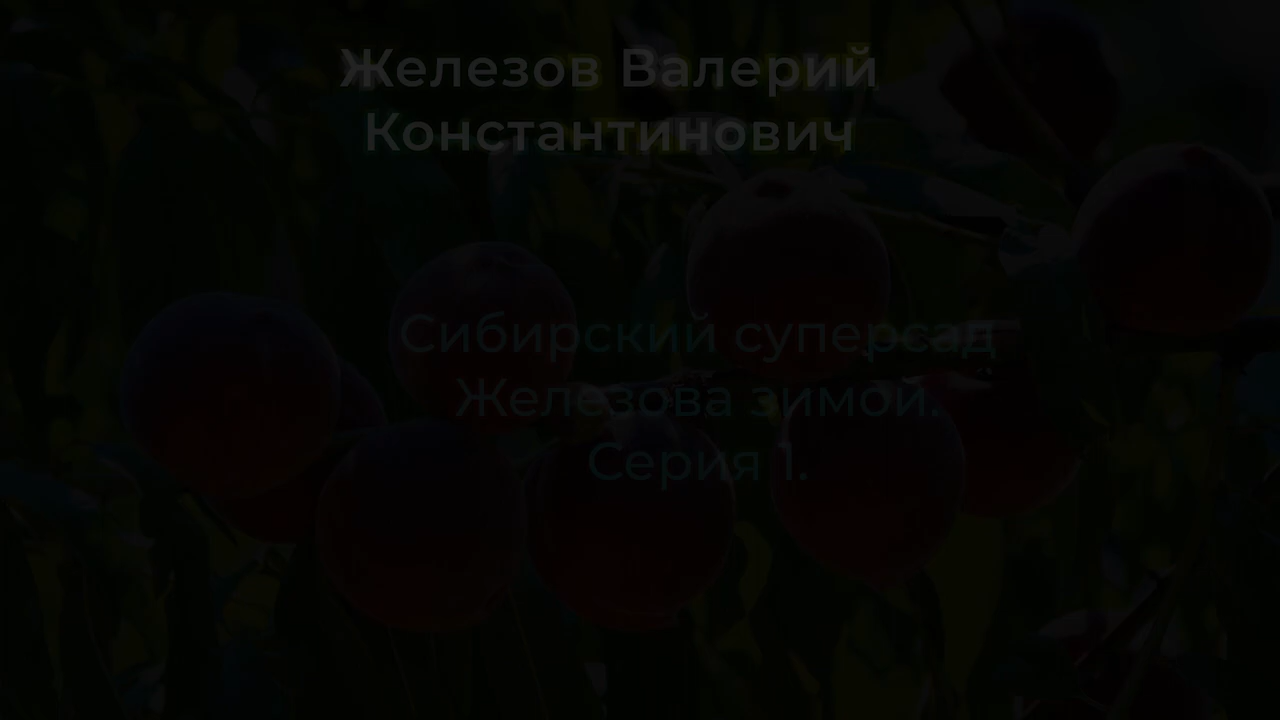 Железов Валерий
Константинович
Сибирский суперсад
Железова зимой.
Серия 1.